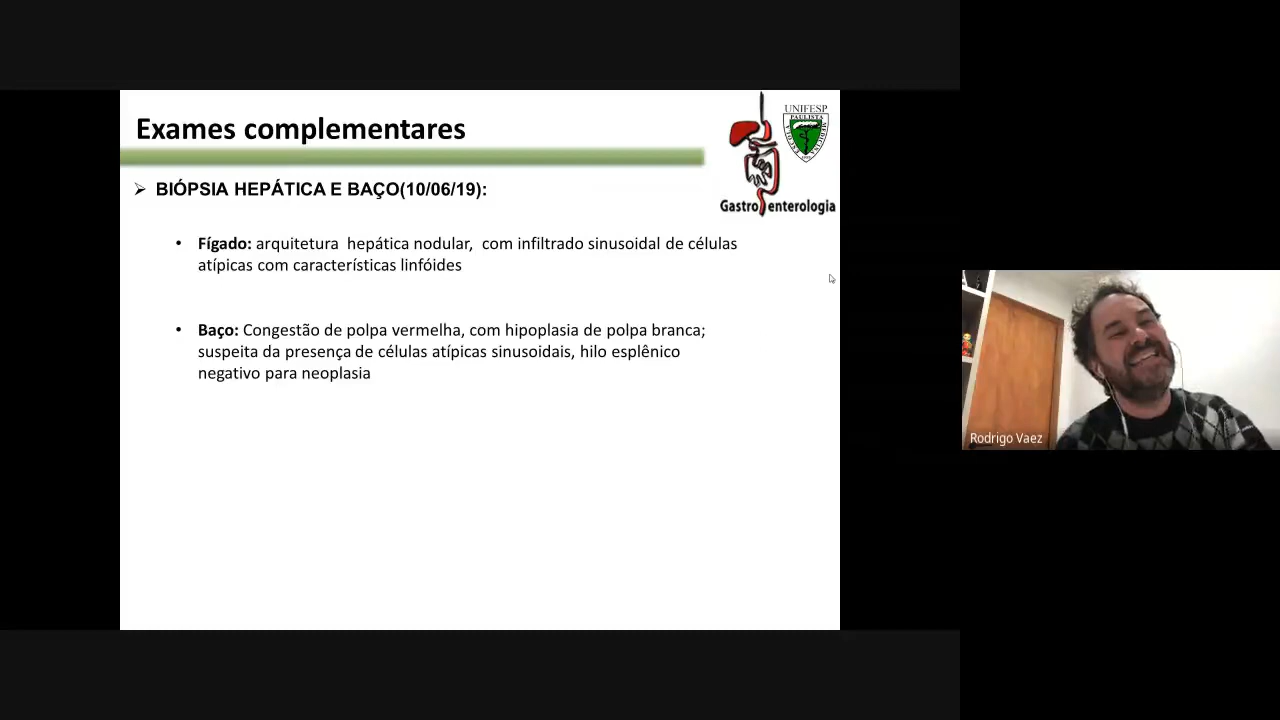 Exames complementares
UNIFESP
PAULISTA
Gastroenterologia
➢ BIÓPSIA HEPÁTICA E BAÇO(10/06/19):
• Fígado: arquitetura hepática nodular, com infiltrado sinusoidal de células
atípicas com características linfóides
• Baço: Congestão de polpa vermelha, com hipoplasia de polpa branca;
suspeita da presença de células atípicas sinusoidais, hilo esplênico
negativo para neoplasia
Rodrigo Vaez